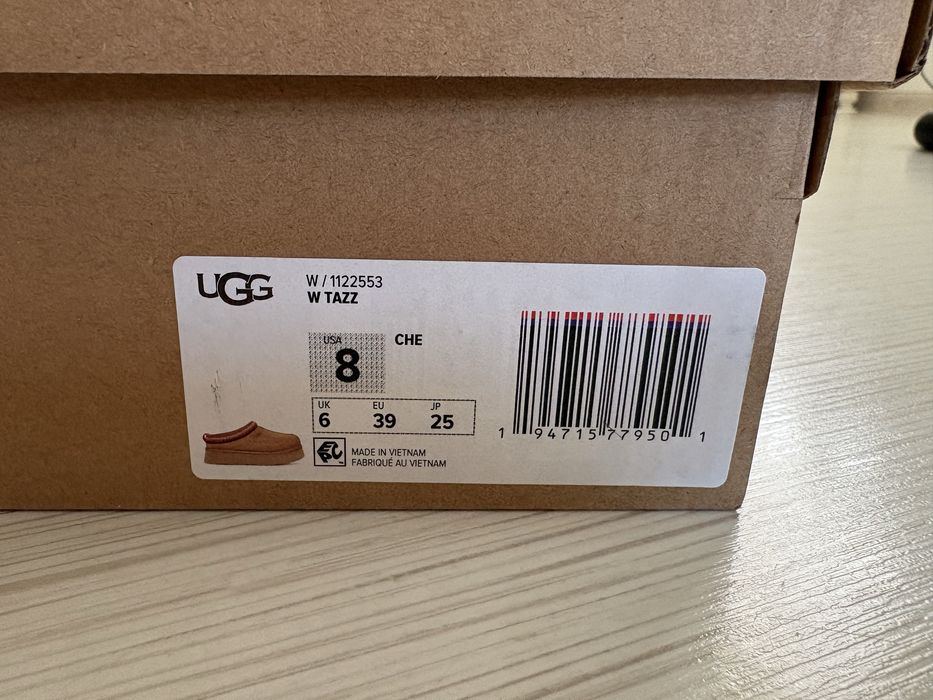 UGG
W / 1122553
W TAZZ
USA
8
CHE
UK EU JP
6 39 25
EPC
MADE IN VIETNAM
FABRIQUÉ AU VIETNAM
1 94715 77950 1